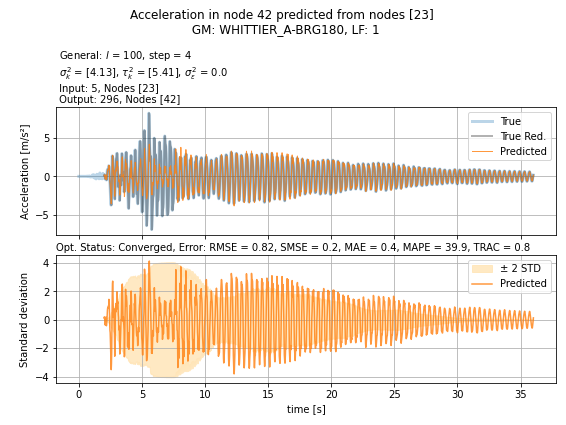 Acceleration in node 42 predicted from nodes [23]
GM: WHITTIER_A-BRG180, LF: 1
General: l = 100, step = 4
σ²ₖ = [4.13], τ²ₖ = [5.41], σ²ε = 0.0
Input: 5, Nodes [23]
Output: 296, Nodes [42]
Acceleration [m/s²]
5
0
−5
True
True Red.
Predicted
Opt. Status: Converged, Error: RMSE = 0.82, SMSE = 0.2, MAE = 0.4, MAPE = 39.9, TRAC = 0.8
Standard deviation
4
2
0
−2
−4
± 2 STD
Predicted
0 5 10 15 20 25 30 35
time [s]